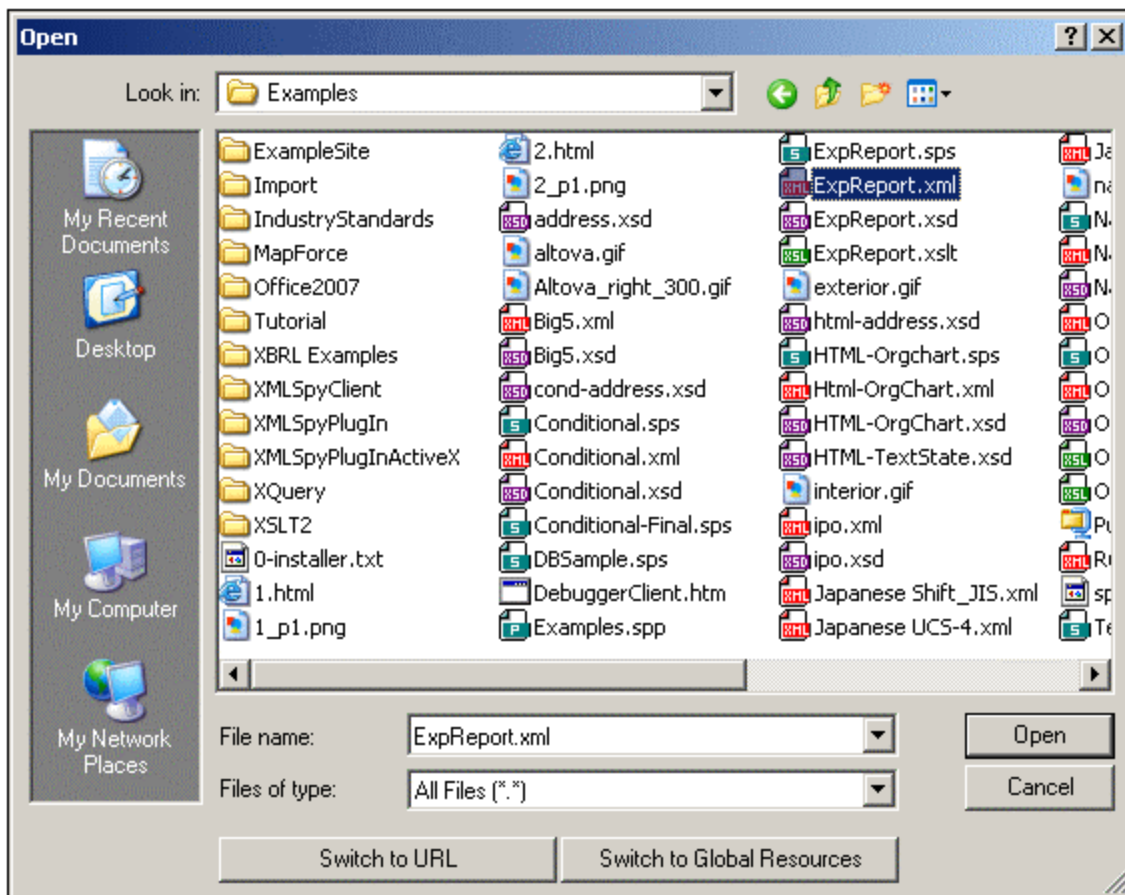 Open
Look in: Examples
My Recent
Documents
Desktop
My Documents
My Computer
My Network
Places
ExampleSite
Import
IndustryStandards
MapForce
Office2007
Tutorial
XBRL Examples
XMLSpyClient
XMLSpyPlugIn
XMLSpyPlugInActiveX
XQuery
XSLT2
0-installer.txt
1.html
1_p1.png
2.html
2_p1.png
address.xsd
altova.gif
Altova_right_300.gif
Big5.xml
Big5.xsd
cond-address.xsd
Conditional.sps
Conditional.xml
Conditional.xsd
Conditional-Final.sps
DBSample.sps
DebuggerClient.htm
Examples.spp
ExpReport.sps
ExpReport.xml
ExpReport.xsd
ExpReport.xslt
exterior.gif
html-address.xsd
HTML-Orgchart.sps
Html-OrgChart.xml
HTML-OrgChart.xsd
HTML-TextState.xsd
interior.gif
ipo.xml
ipo.xsd
Japanese Shift_JIS.xml
Japanese UCS-4.xml
File name: ExpReport.xml
Open
Files of type: All Files (*.*)
Cancel
Switch to URL
Switch to Global Resources